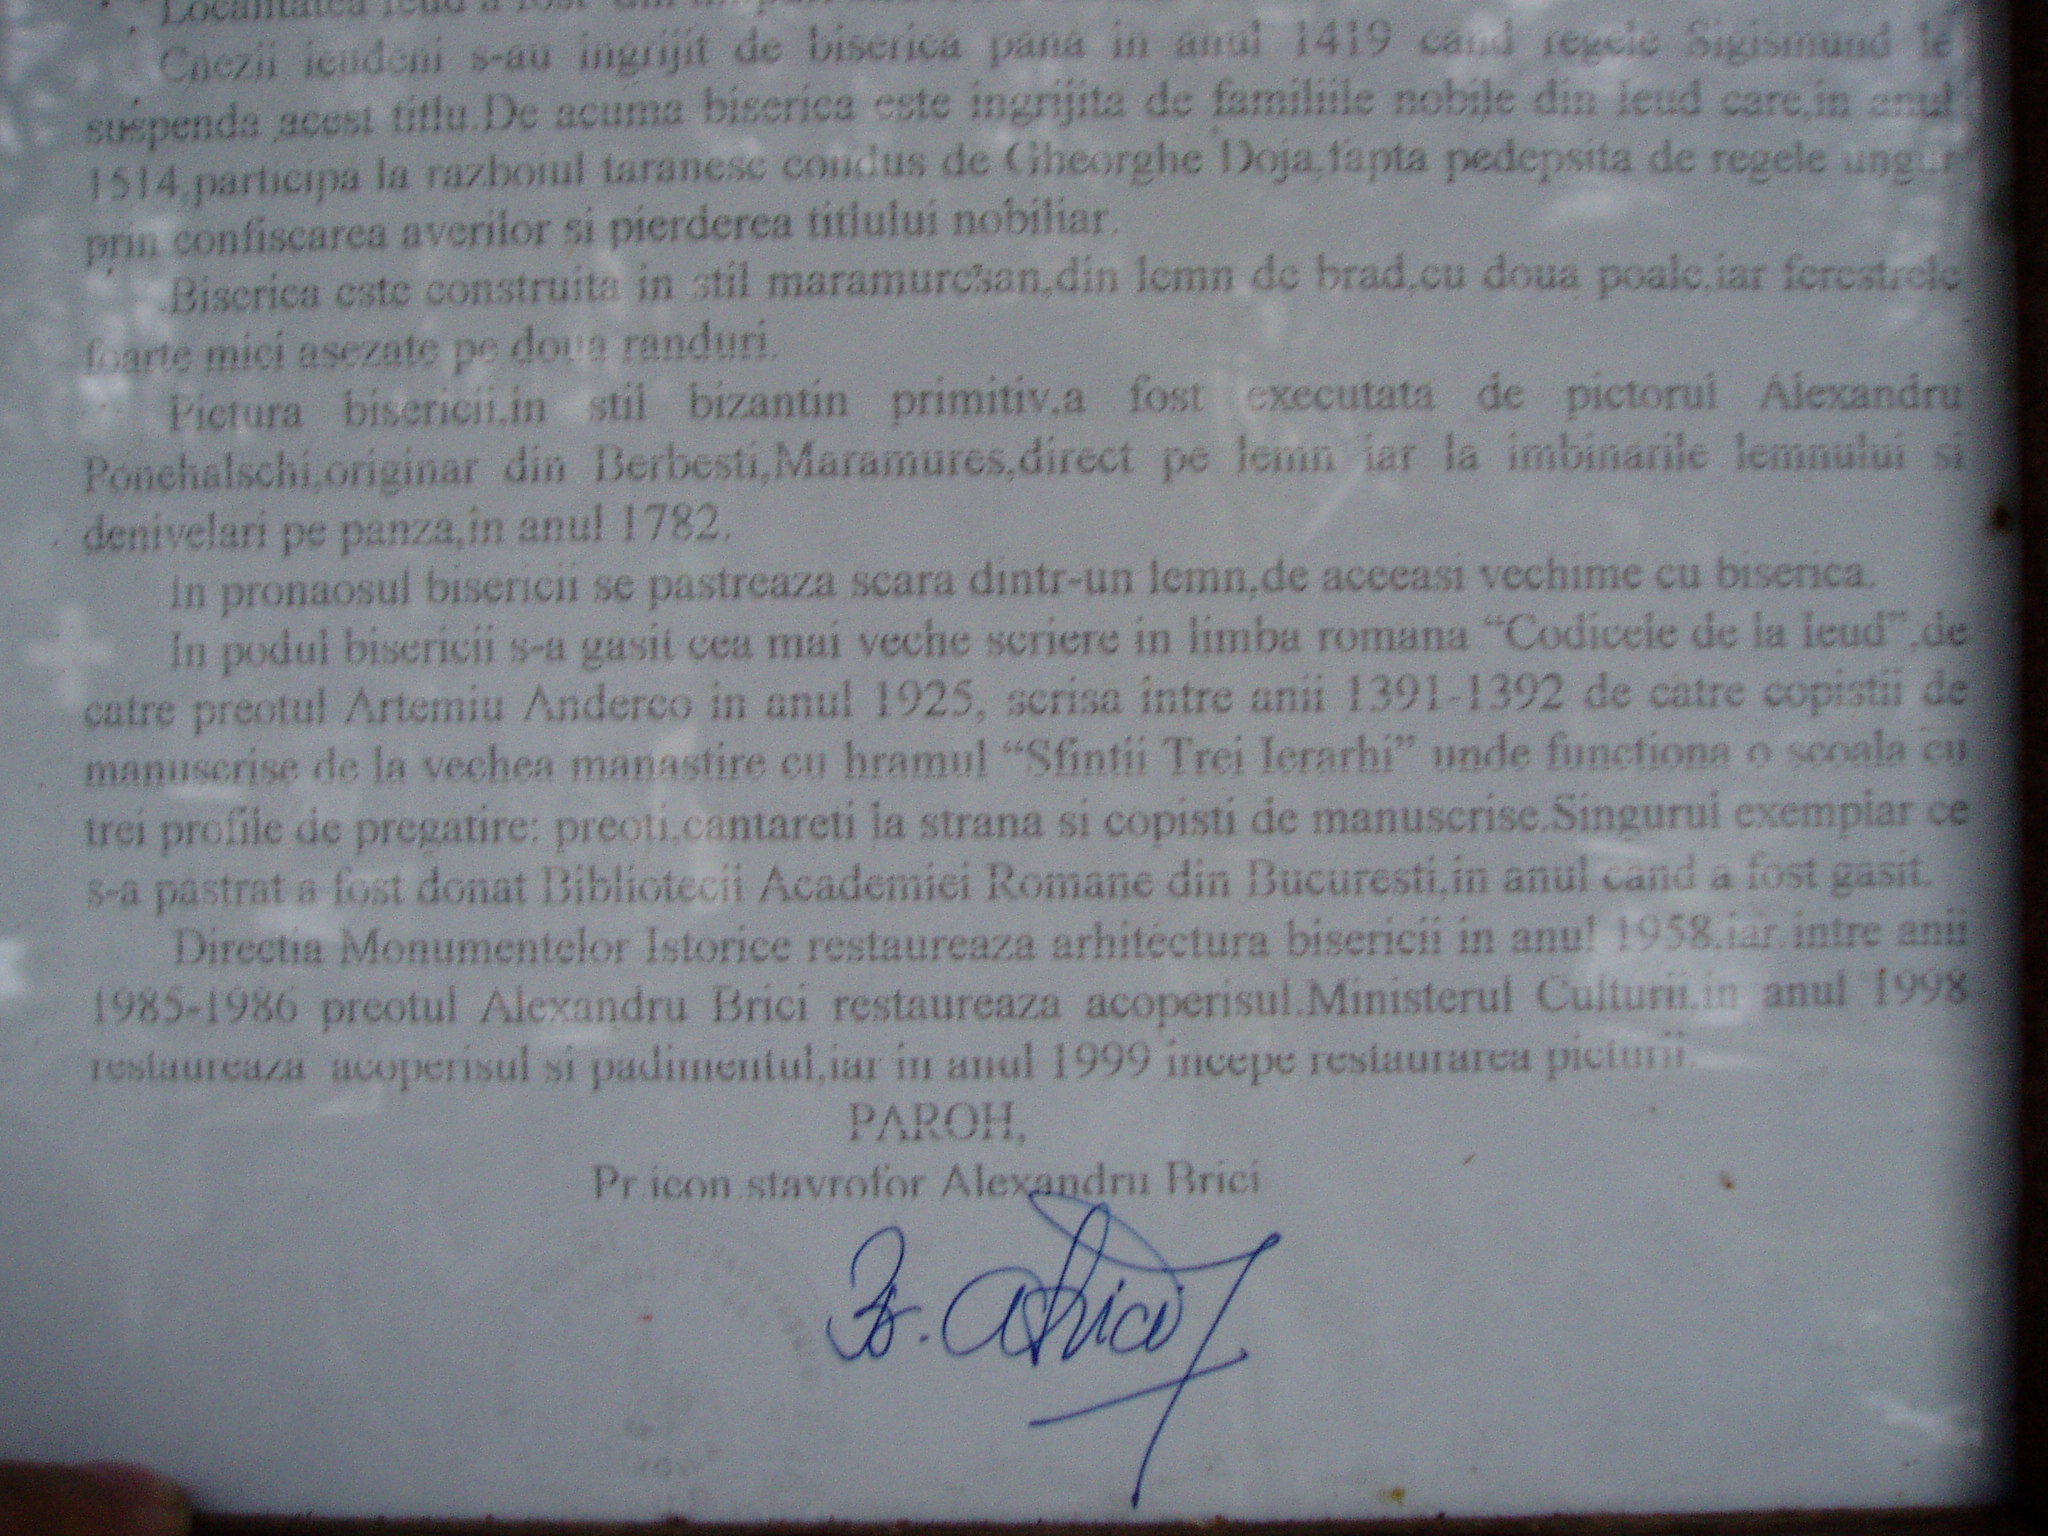 Localitatea Ieud a fost din
Cnezii ieudeni s-au ingrijit de biserica pana in anul 1419 cand regele Sigismund le
suspenda acest titlu.De acuma biserica este ingrijita de familiile nobile din Ieud care,in anul
1514,participa la razboiul taranesc condus de Gheorghe Doja,fapta pedepsita de regele ungur
prin confiscarea averilor si pierderea titlului nobiliar.
Biserica este construita in stil maramuresan,din lemn de brad,cu doua poale,iar ferestrele
foarte mici asezate pe doua randuri.
Pictura bisericii,in stil bizantin primitiv,a fost executata de pictorul Alexandru
Ponehalschi,originar din Berbesti,Maramures,direct pe lemn iar la imbinarile lemnului si
denivelari pe panza,in anul 1782.
In pronaosul bisericii se pastreaza scara dintr-un lemn,de aceeasi vechime cu biserica.
In podul bisericii s-a gasit cea mai veche scriere in limba romana “Codicele de la Ieud”,de
catre preotul Artemiu Anderco in anul 1925, scrisa intre anii 1391-1392 de catre copistii de
manuscrise de la vechea manastire cu hramul “Sfintii Trei Ierarhi” unde functiona o scoala cu
trei profile de pregatire: preoti,cantareti la strana si copisti de manuscrise.Singurul exemplar ce
s-a pastrat a fost donat Bibliotecii Academiei Romane din Bucuresti,in anul cand a fost gasit.
Directia Monumentelor Istorice restaureaza arhitectura bisericii in anul 1958,iar intre anii
1985-1986 preotul Alexandru Brici restaureaza acoperisul.Ministerul Culturii,in anul 1998
restaureaza acoperisul si padimentul,iar in anul 1999 incepe restaurarea picturii.
PAROH,
Pr.icon.stavrofor Alexandru Brici